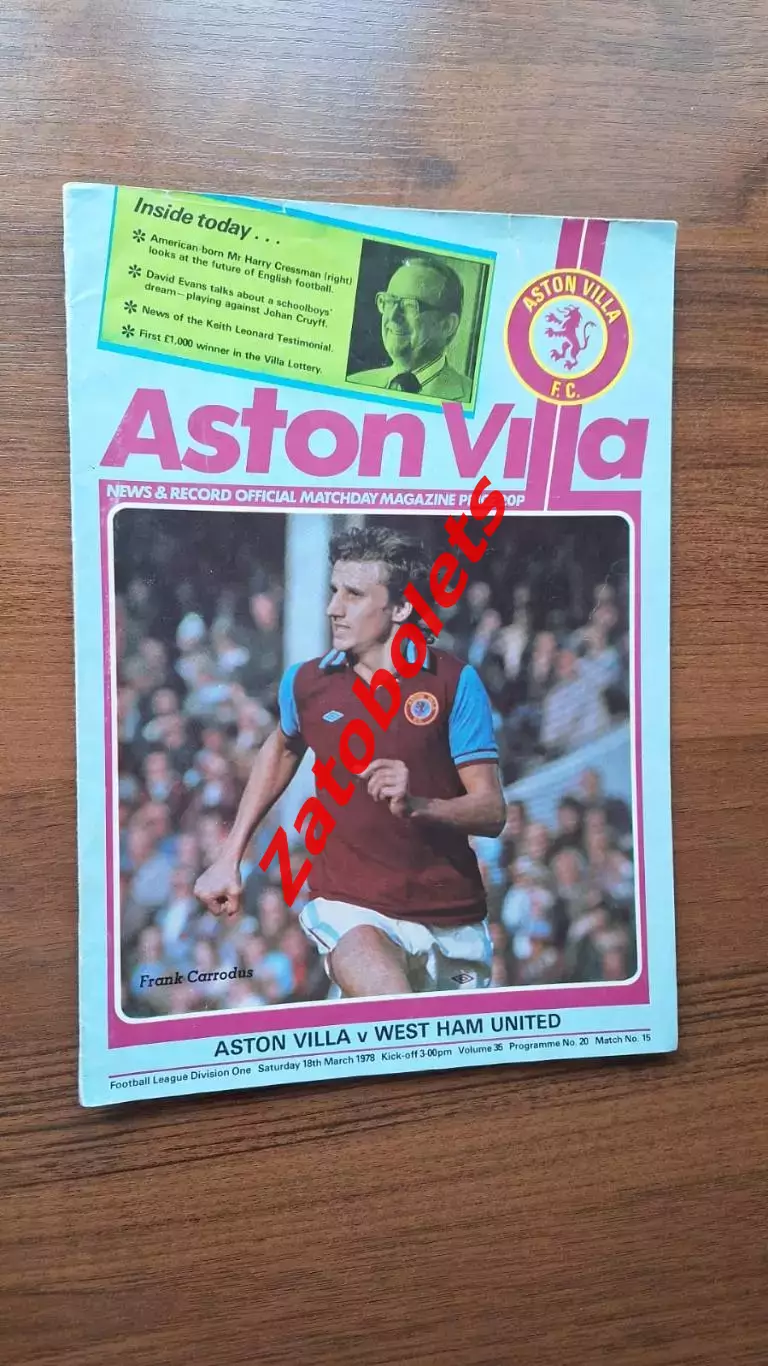 Inside today . . .
* American-born Mr Harry Cressman (right)
looks at the future of English football.
* David Evans talks about a schoolboys'
dream—playing against Johan Cruyff.
* News of the Keith Leonard Testimonial.
* First £1,000 winner in the Villa Lottery.
ASTON VILLA
F.C.
Aston Villa
NEWS & RECORD OFFICIAL MATCHDAY MAGAZINE 20P
Zatobolets
Frank Carrodus
ASTON VILLA v WEST HAM UNITED
Football League Division One Saturday 18th March 1978 Kick-off 3-00pm Volume 35 Programme No. 20 Match No. 15